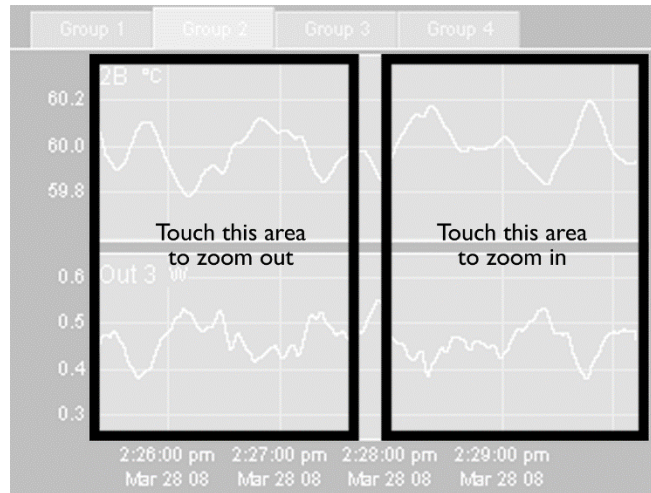 Group 1 Group 2 Group 3 Group 4
2B °C
60.2
60.0
59.8
Touch this area
to zoom out
Touch this area
to zoom in
Out 3 W
0.6
0.5
0.4
0.3
2:26:00 pm 2:27:00 pm 2:28:00 pm 2:29:00 pm
Mar 28 08 Mar 28 08 Mar 28 08 Mar 28 08